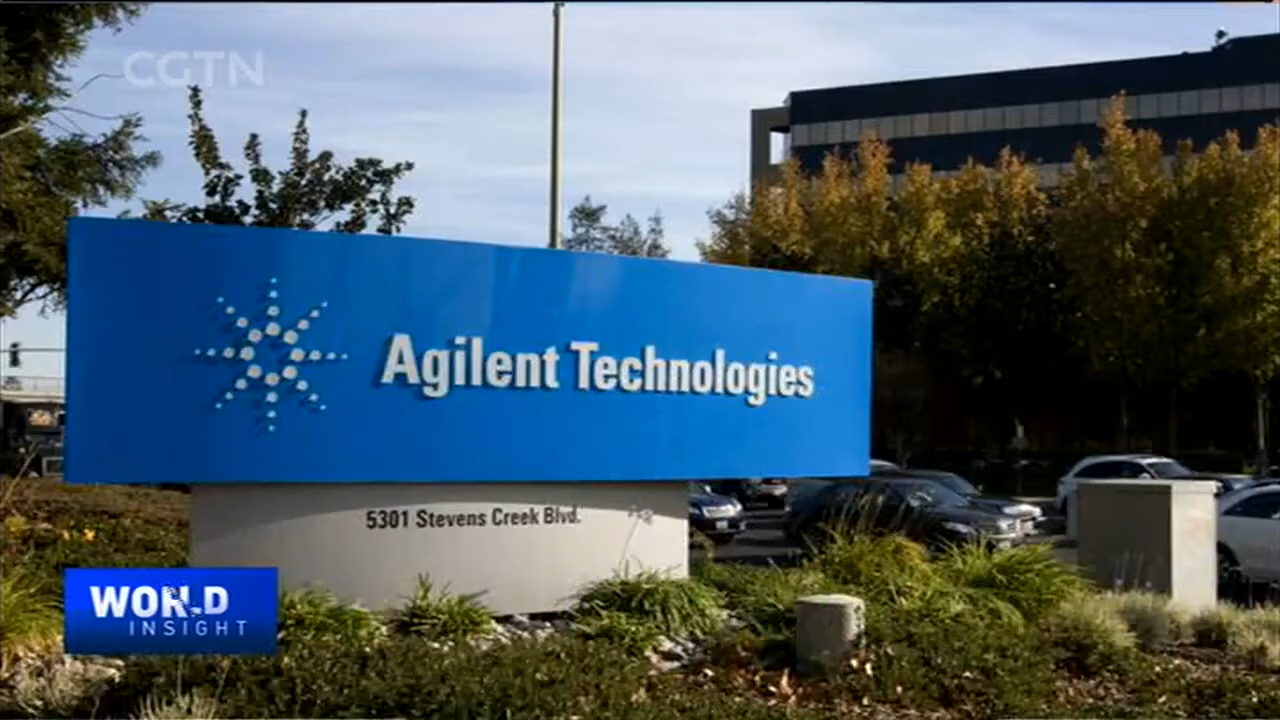 CGTN
Agilent Technologies
5301 Stevens Creek Blvd.
WORLD
INSIGHT